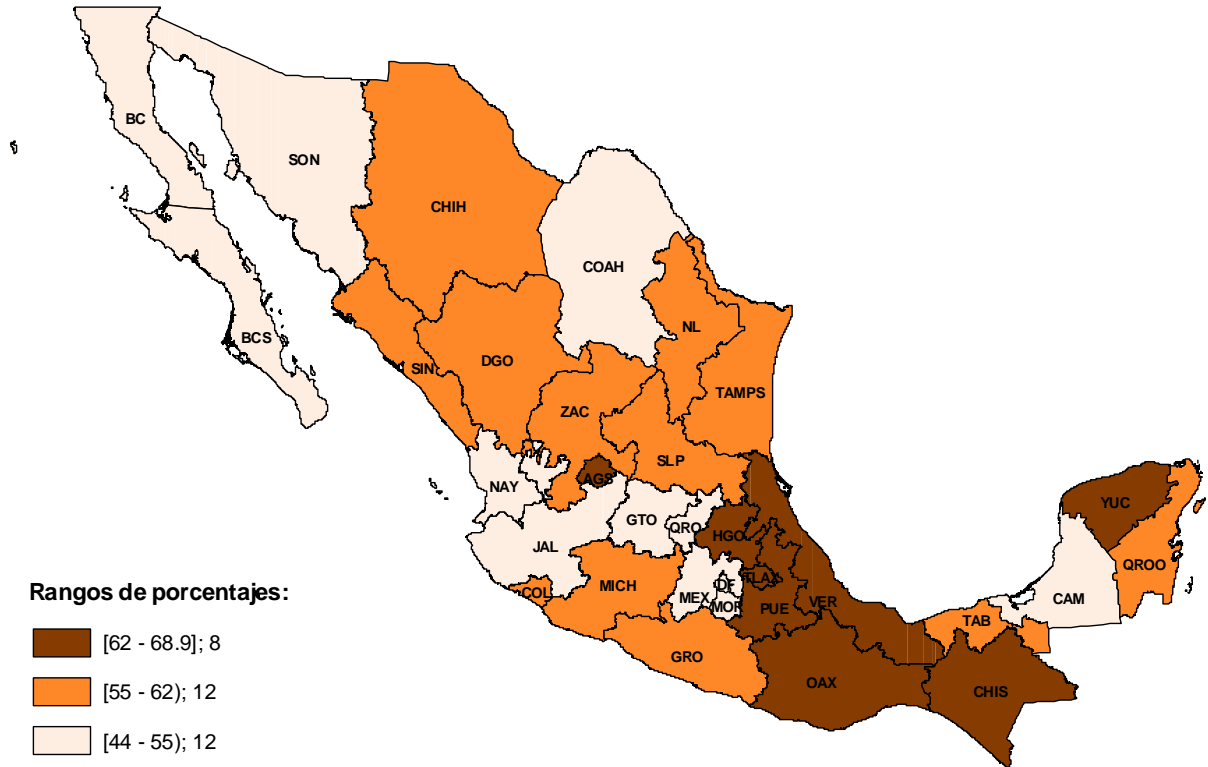 BC
SON
CHIH
COAH
BCS
NL
SIN
DGO
TAMPS
ZAC
SLP
AGS
NAY
YUC
GTO
QRO
HGO
JAL
QROO
Rangos de porcentajes:
MICH
DF
TLAX
COL
MEX
MOR
PUE
VER
CAM
TAB
[62 - 68.9]; 8
GRO
OAX
CHIS
[55 - 62); 12
[44 - 55); 12